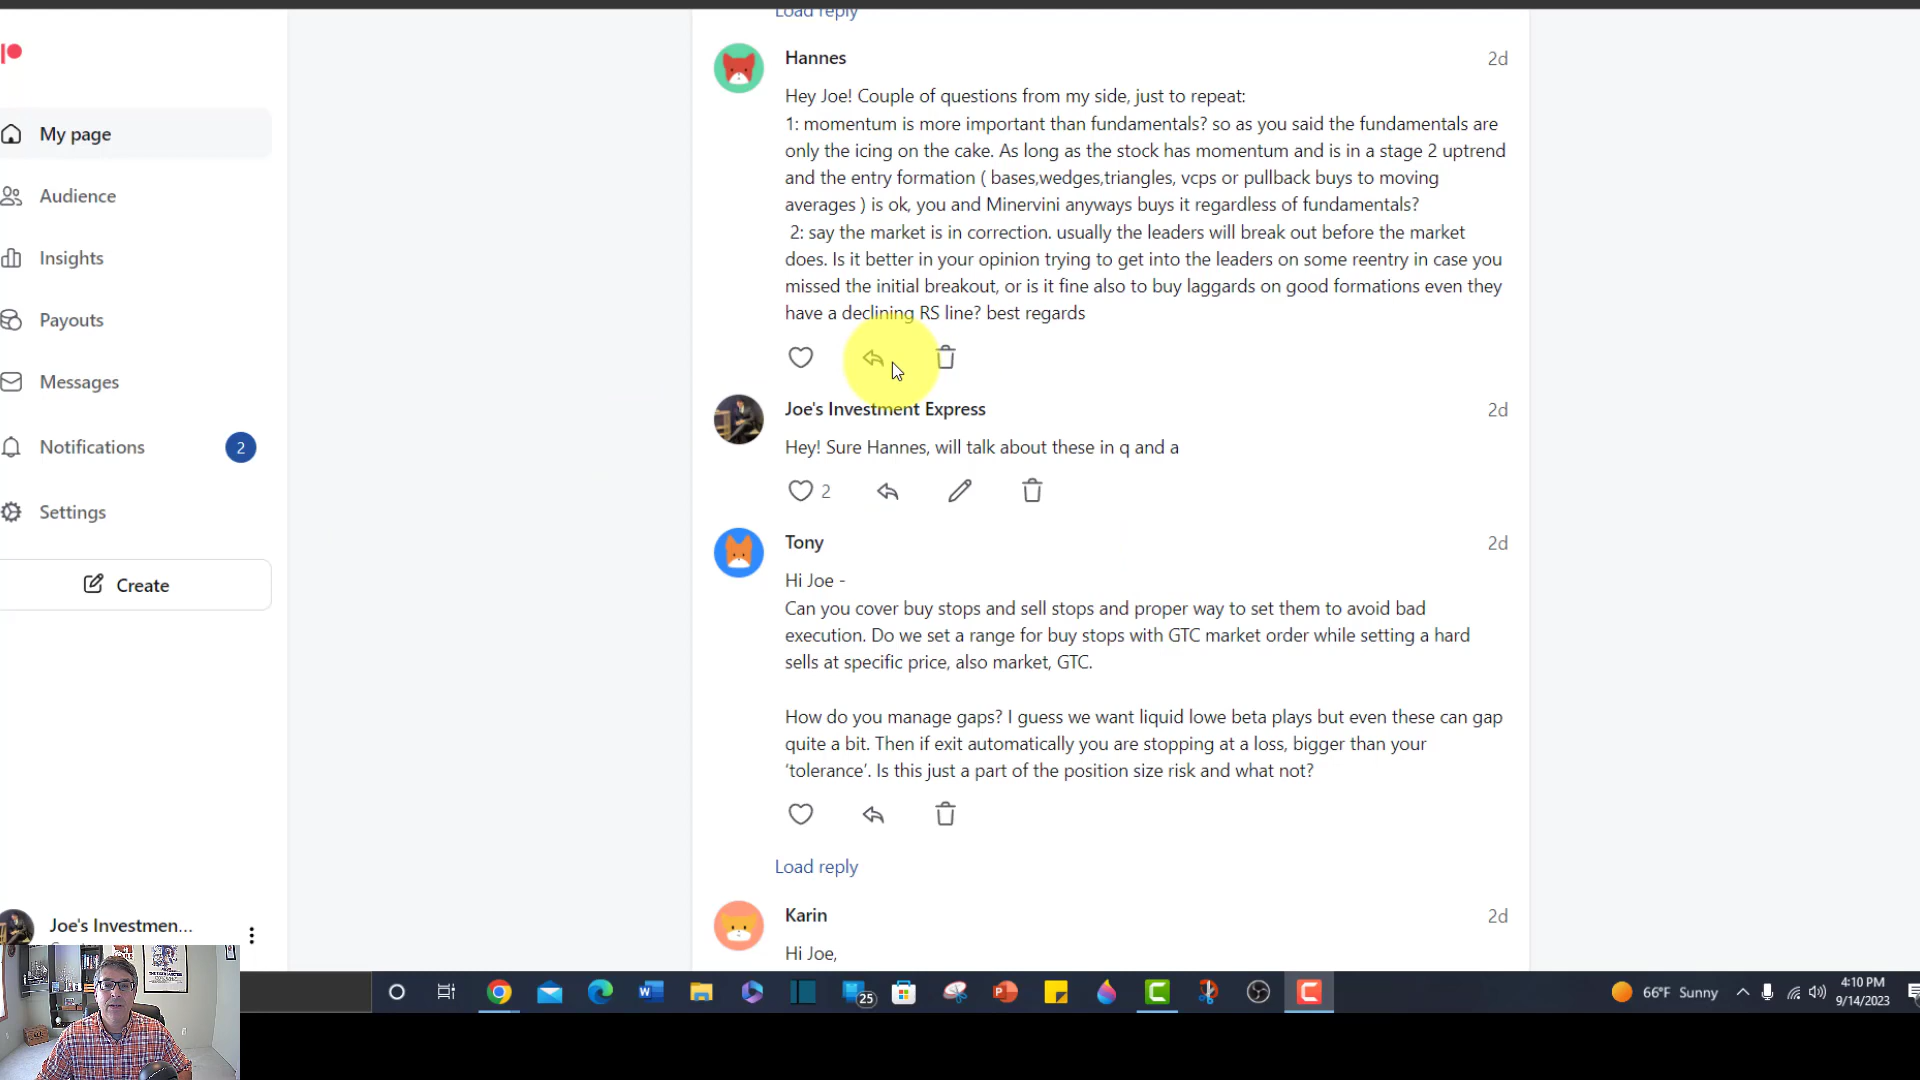 Load reply
My page
Audience
Insights
Payouts
Messages
Notifications
2
Settings
Create
Joe's Investmen...
Hannes
2d
Hey Joe! Couple of questions from my side, just to repeat:
1: momentum is more important than fundamentals? so as you said the fundamentals are
only the icing on the cake. As long as the stock has momentum and is in a stage 2 uptrend
and the entry formation ( bases,wedges,triangles, vcps or pullback buys to moving
averages ) is ok, you and Minervini anyways buys it regardless of fundamentals?
2: say the market is in correction. usually the leaders will break out before the market
does. Is it better in your opinion trying to get into the leaders on some reentry in case you
missed the initial breakout, or is it fine also to buy laggards on good formations even they
have a declining RS line? best regards
Joe's Investment Express
2d
Hey! Sure Hannes, will talk about these in q and a
2
Tony
2d
Hi Joe -
Can you cover buy stops and sell stops and proper way to set them to avoid bad
execution. Do we set a range for buy stops with GTC market order while setting a hard
sells at specific price, also market, GTC.
How do you manage gaps? I guess we want liquid lowe beta plays but even these can gap
quite a bit. Then if exit automatically you are stopping at a loss, bigger than your
‘tolerance’. Is this just a part of the position size risk and what not?
Load reply
Karin
2d
Hi Joe,
25
66°F Sunny
4:10 PM
9/14/2023